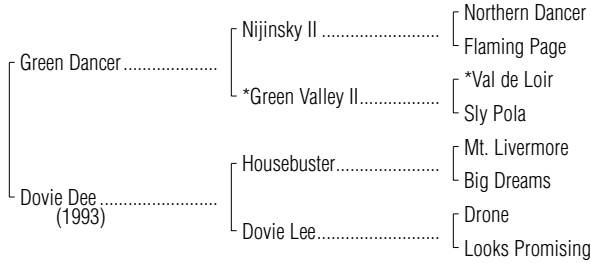 Northern Dancer
Nijinsky II
Flaming Page
Green Dancer
*Val de Loir
*Green Valley II
Sly Pola
Mt. Livermore
Housebuster
Big Dreams
Dovie Dee
(1993)
Drone
Dovie Lee
Looks Promising